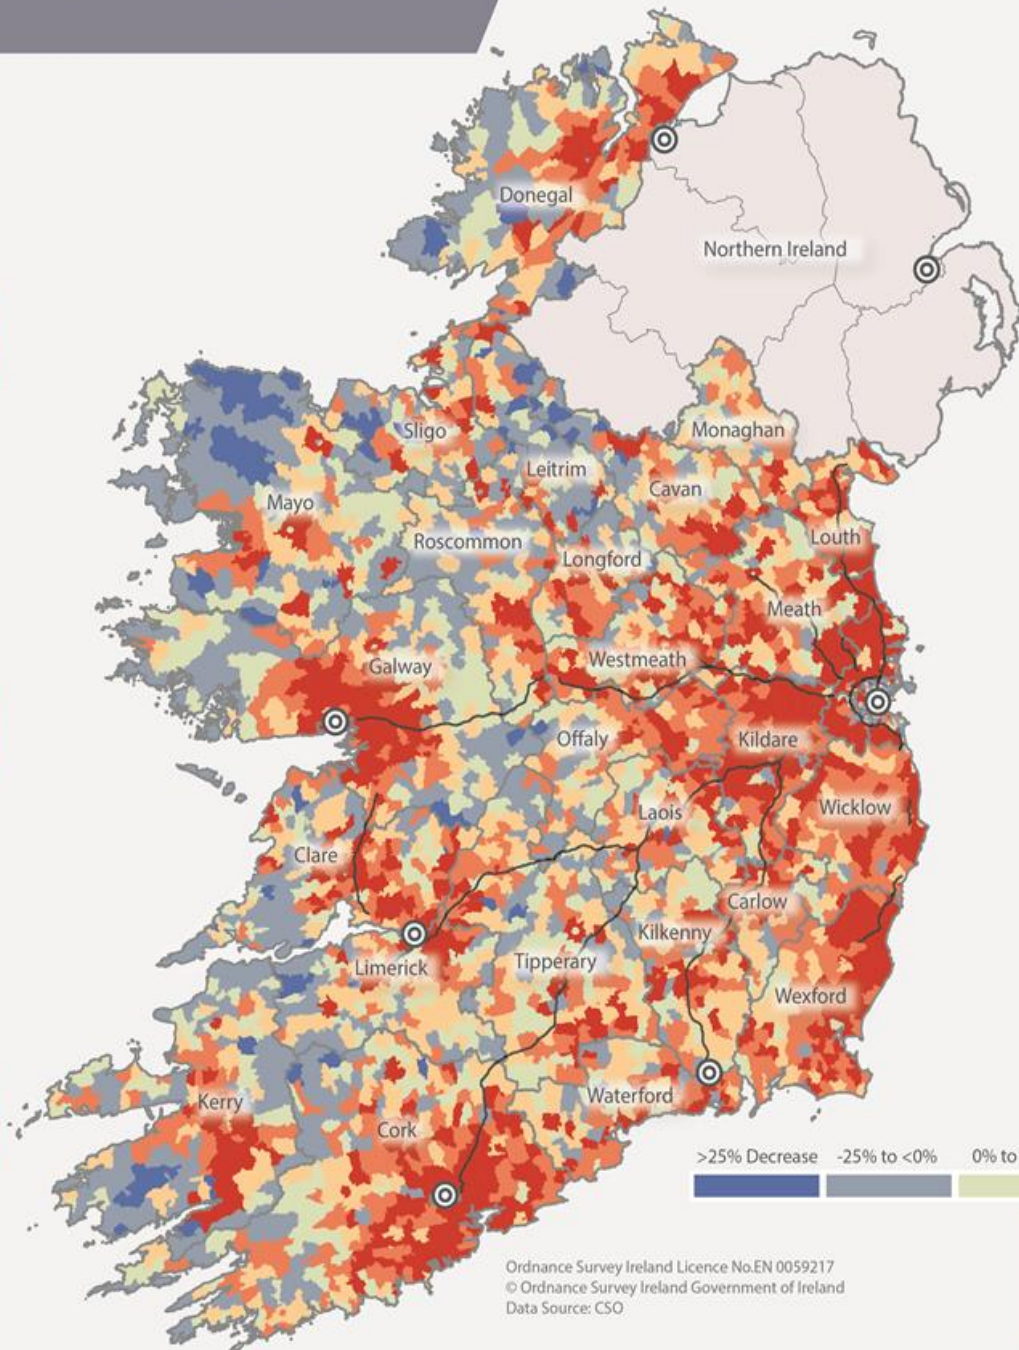 Donegal
Northern Ireland
Monaghan
Sligo
Leitrim
Cavan
Mayo
Roscommon
Louth
Longford
Meath
Westmeath
Galway
Offaly
Kildare
Wicklow
Laois
Clare
Carlow
Kilkenny
Tipperary
Limerick
Wexford
Waterford
Kerry
Cork
>25% Decrease -25% to <0% 0% to
Ordnance Survey Ireland Licence No.EN 0059217
© Ordnance Survey Ireland Government of Ireland
Data Source: CSO